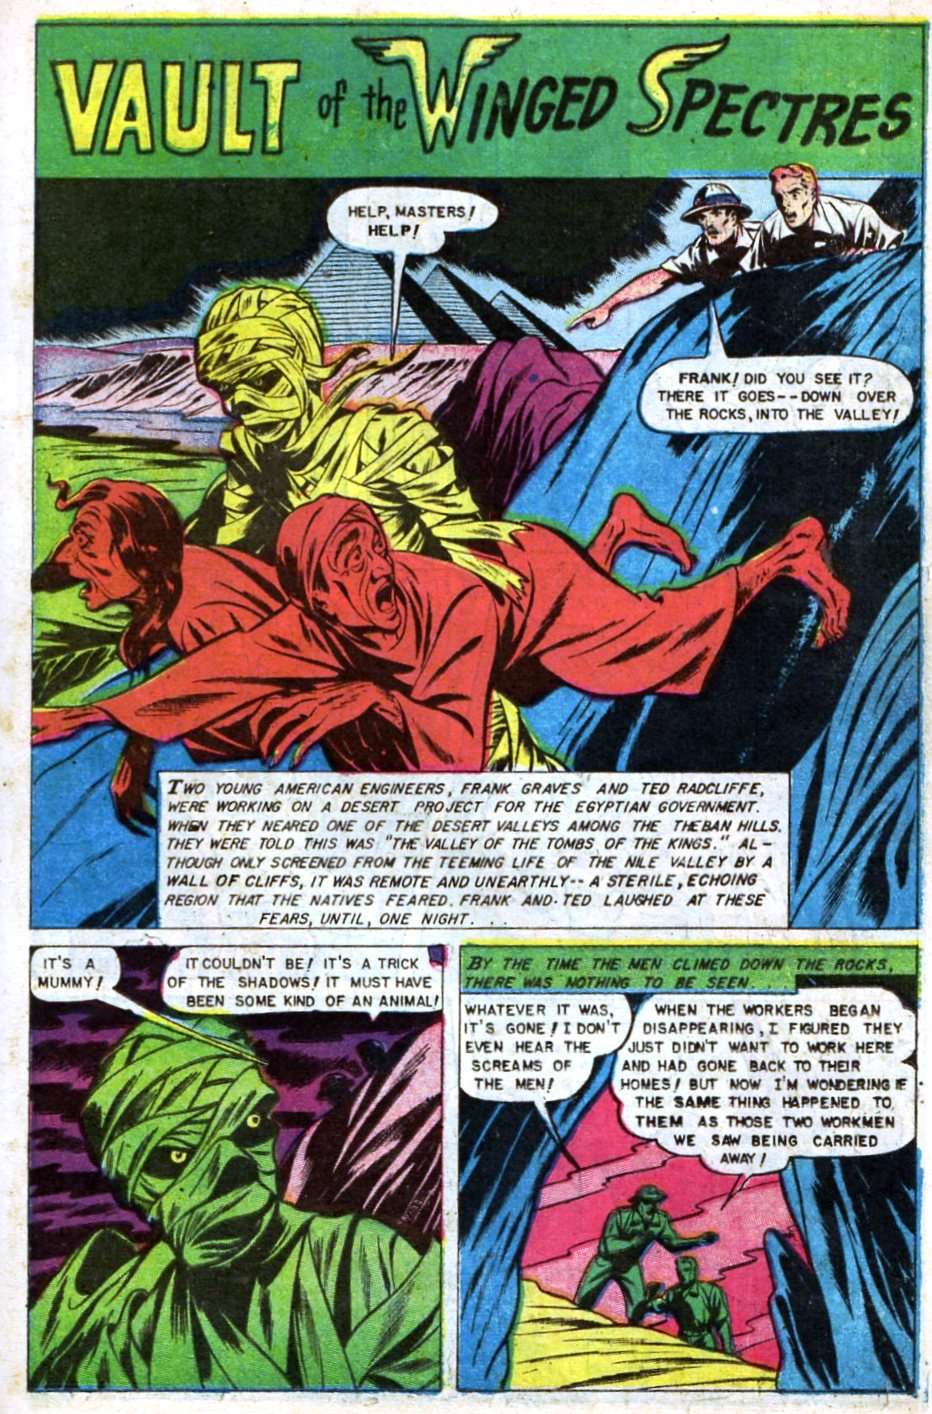 VAULT of the WINGED SPECTRES
HELP, MASTERS!
HELP!
FRANK! DID YOU SEE IT?
THERE IT GOES--DOWN OVER
THE ROCKS, INTO THE VALLEY!
TWO YOUNG AMERICAN ENGINEERS, FRANK GRAVES AND TED RADCLIFFE,
WERE WORKING ON A DESERT PROJECT FOR THE EGYPTIAN GOVERNMENT.
WHEN THEY NEARED ONE OF THE DESERT VALLEYS AMONG THE THEBAN HILLS.
THEY WERE TOLD THIS WAS "THE VALLEY OF THE TOMBS OF THE KINGS." AL-
THOUGH ONLY SCREENED FROM THE TEEMING LIFE OF THE NILE VALLEY BY A
WALL OF CLIFFS, IT WAS REMOTE AND UNEARTHLY--A STERILE, ECHOING
REGION THAT THE NATIVES FEARED. FRANK AND TED LAUGHED AT THESE
FEARS, UNTIL, ONE NIGHT. . .
IT'S A
MUMMY!
IT COULDN'T BE! IT'S A TRICK
OF THE SHADOWS! IT MUST HAVE
BEEN SOME KIND OF AN ANIMAL!
BY THE TIME THE MEN CLIMED DOWN THE ROCKS,
THERE WAS NOTHING TO BE SEEN. . .
WHATEVER IT WAS,
IT'S GONE! I DON'T
EVEN HEAR THE
SCREAMS OF
THE MEN!
WHEN THE WORKERS BEGAN
DISAPPEARING, I FIGURED THEY
JUST DIDN'T WANT TO WORK HERE
AND HAD GONE BACK TO THEIR
HOMES! BUT NOW I'M WONDERING IF
THE SAME THING HAPPENED TO
THEM AS THOSE TWO WORKMEN
WE SAW BEING CARRIED
AWAY!